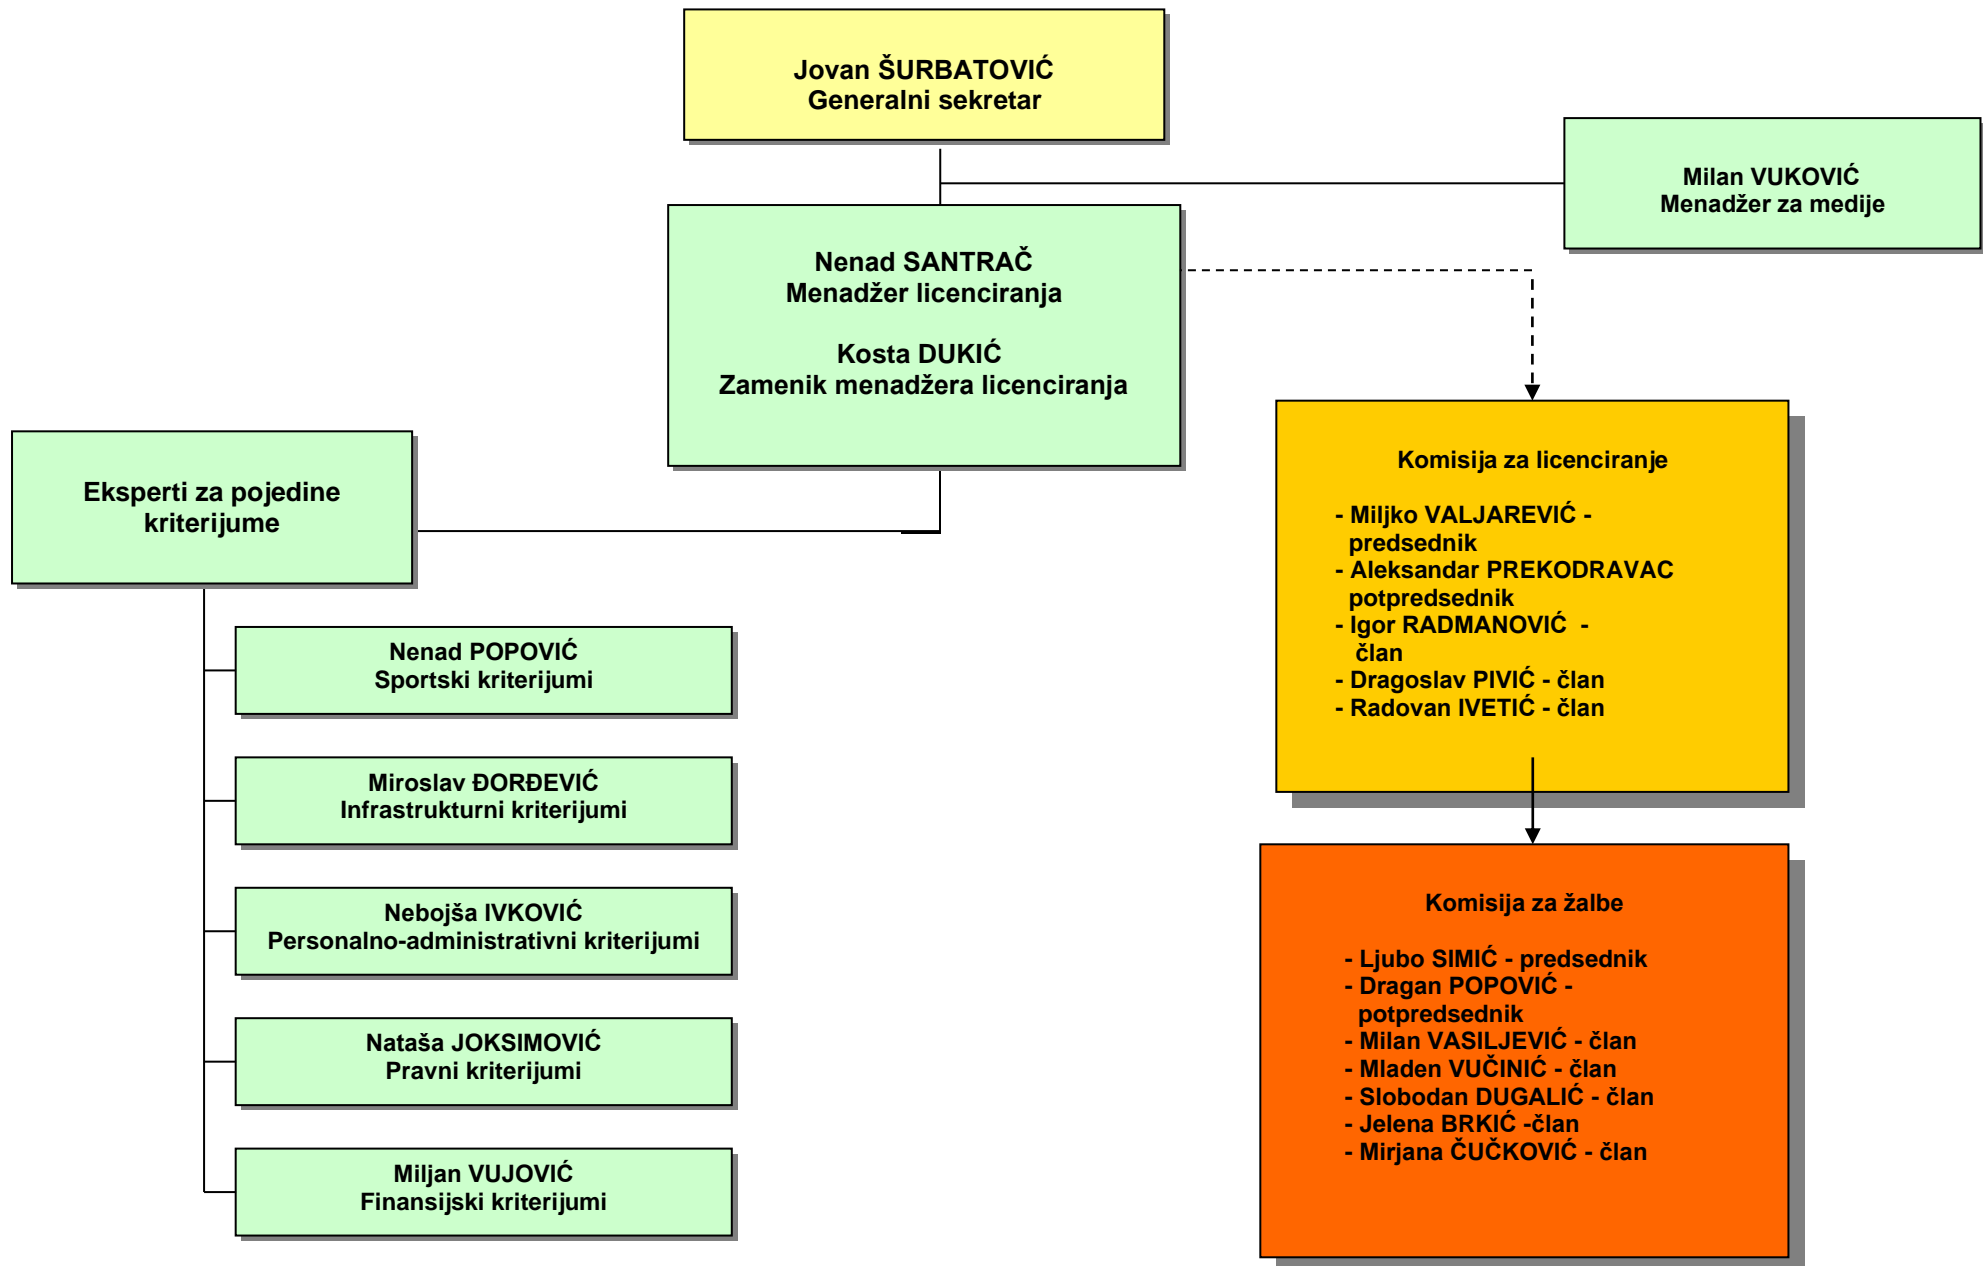 Jovan ŠURBATOVIĆ
Generalni sekretar
Milan VUKOVIĆ
Menadžer za medije
Nenad SANTRAČ
Menadžer licenciranja
Kosta DUKIĆ
Zamenik menadžera licenciranja
Eksperti za pojedine
kriterijume
Nenad POPOVIĆ
Sportski kriterijumi
Miroslav ĐORĐEVIĆ
Infrastrukturni kriterijumi
Nebojša IVKOVIĆ
Personalno-administrativni kriterijumi
Nataša JOKSIMOVIĆ
Pravni kriterijumi
Miljan VUJOVIĆ
Finansijski kriterijumi
Komisija za licenciranje
- Miljko VALJAREVIĆ -
predsednik
- Aleksandar PREKODRAVAC
potpredsednik
- Igor RADMANOVIĆ -
član
- Dragoslav PIVIĆ - član
- Radovan IVETIĆ - član
Komisija za žalbe
- Ljubo SIMIĆ - predsednik
- Dragan POPOVIĆ -
potpredsednik
- Milan VASILJEVIĆ - član
- Mladen VUČINIĆ - član
- Slobodan DUGALIĆ - član
- Jelena BRKIĆ -član
- Mirjana ČUČKOVIĆ - član